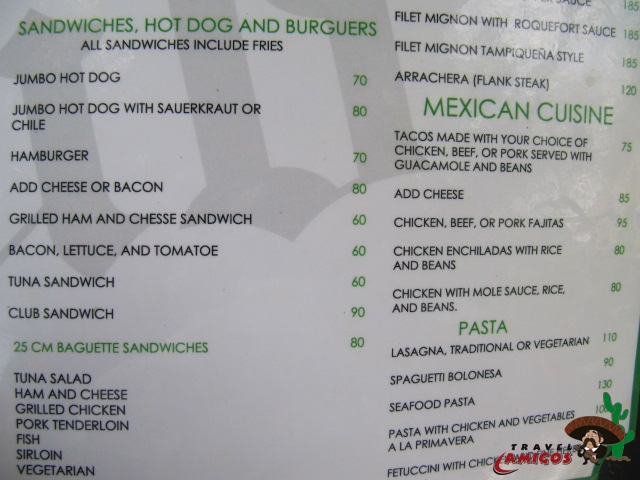 SANDWICHES, HOT DOG AND BURGUERS
ALL SANDWICHES INCLUDE FRIES
JUMBO HOT DOG 70
JUMBO HOT DOG WITH SAUERKRAUT OR 80
CHILE
HAMBURGER 70
ADD CHEESE OR BACON 80
GRILLED HAM AND CHESSE SANDWICH 60
BACON, LETTUCE, AND TOMATOE 60
TUNA SANDWICH 60
CLUB SANDWICH 90
25 CM BAGUETTE SANDWICHES 80
TUNA SALAD
HAM AND CHEESE
GRILLED CHICKEN
PORK TENDERLOIN
FISH
SIRLOIN
VEGETARIAN
SAUCE 185
FILET MIGNON WITH ROQUEFORT SAUCE 185
FILET MIGNON TAMPIQUEÑA STYLE 185
ARRACHERA (FLANK STEAK) 120
MEXICAN CUISINE
TACOS MADE WITH YOUR CHOICE OF 75
CHICKEN, BEEF, OR PORK SERVED WITH
GUACAMOLE AND BEANS
ADD CHEESE 85
CHICKEN, BEEF, OR PORK FAJITAS 95
CHICKEN ENCHILADAS WITH RICE 80
AND BEANS
CHICKEN WITH MOLE SAUCE, RICE, 80
AND BEANS.
PASTA
LASAGNA, TRADITIONAL OR VEGETARIAN 110
SPAGUETTI BOLONESA 90
SEAFOOD PASTA 130
PASTA WITH CHICKEN AND VEGETABLES
A LA PRIMAVERA
FETUCCINI WITH
TRAVEL
CAMIGOS